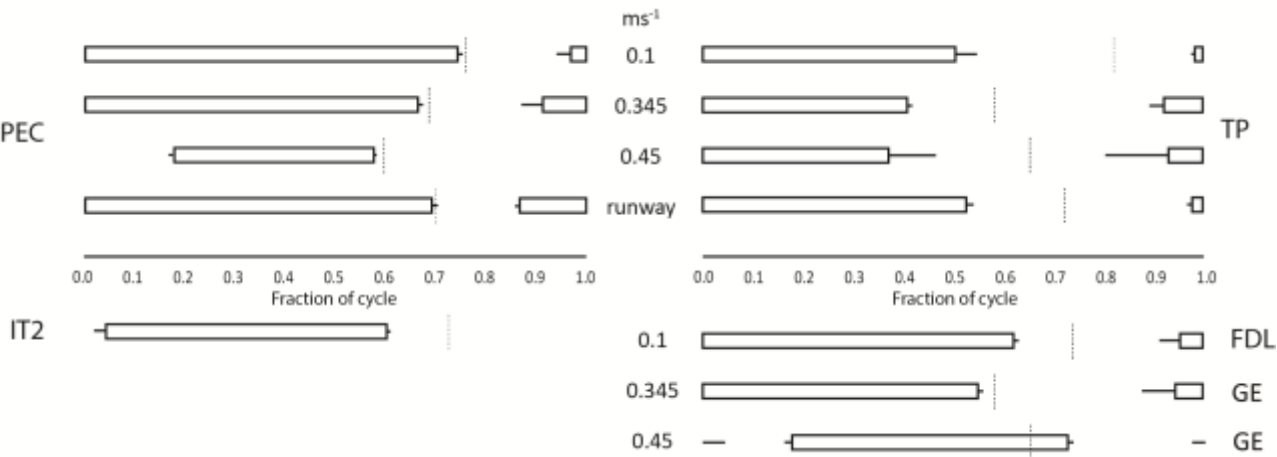 ms⁻¹
0.1
0.345
PEC TP
0.45
runway
0.0 0.1 0.2 0.3 0.4 0.5 0.6 0.7 0.8 0.9 1.0 0.0 0.1 0.2 0.3 0.4 0.5 0.6 0.7 0.8 0.9 1.0
Fraction of cycle Fraction of cycle
IT2 0.1 FDL
0.345 GE
0.45 GE